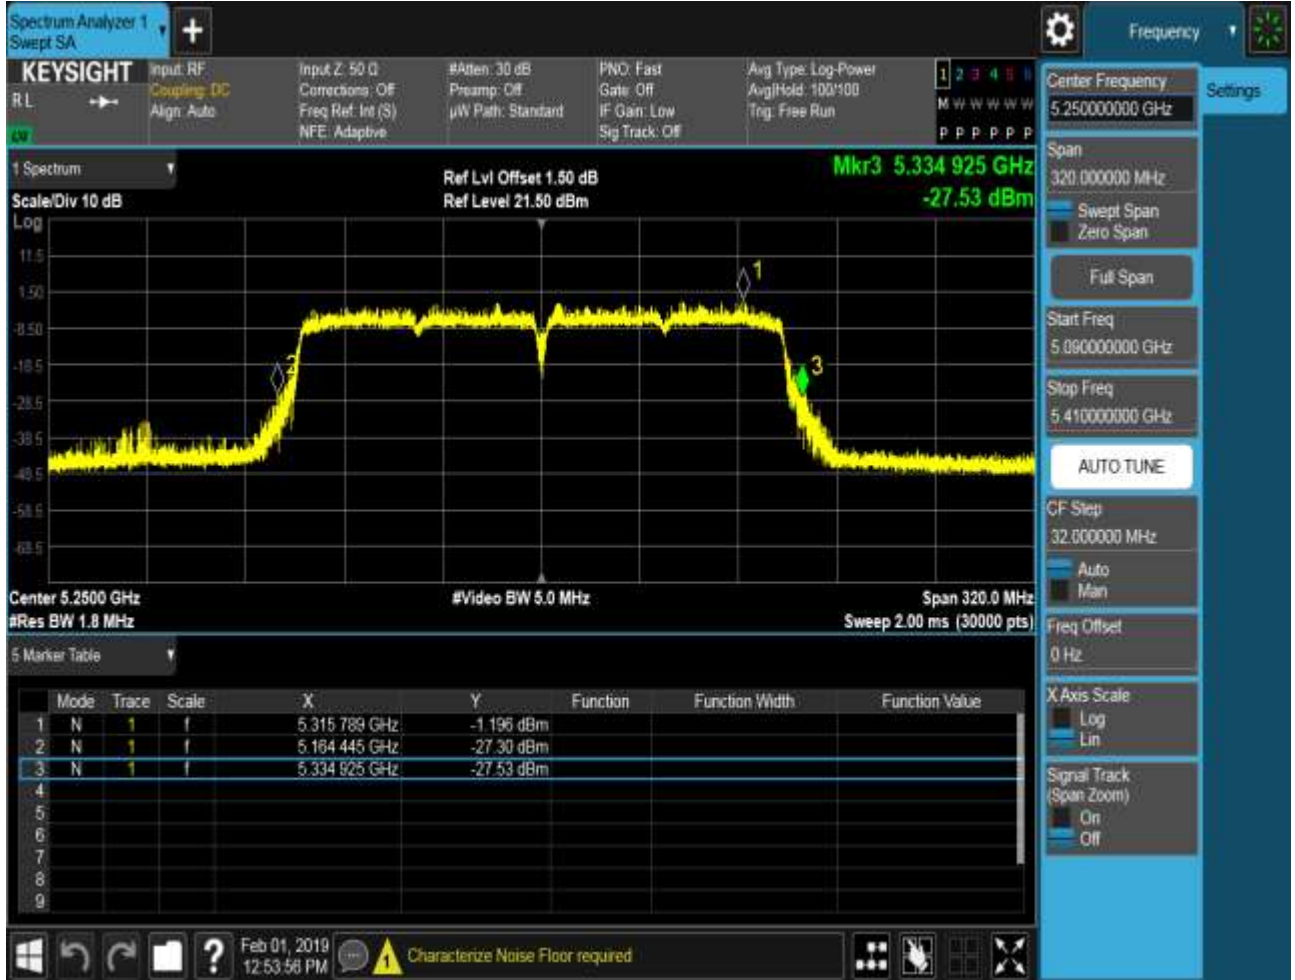 Spectrum Analyzer 1
Swept SA
Frequency
KEYSIGHT
R L
Input: RF
Coupling: DC
Align: Auto
Input Z: 50 Ω
Corrections: Off
Freq Ref: Int (S)
NFE: Adaptive
#Atten: 30 dB
Preamp: Off
µW Path: Standard
PNO: Fast
Gate: Off
IF Gain: Low
Sig Track: Off
Avg Type: Log-Power
Avg|Hold: 100/100
Trig: Free Run
1 2 3 4 5 6
M W W W W W
P P P P P P
1 Spectrum
Scale/Div 10 dB
Log
Ref Lvl Offset 1.50 dB
Ref Level 21.50 dBm
Mkr3 5.334 925 GHz
-27.53 dBm
11.5
1.50
-8.50
-18.5
-28.5
-38.5
-48.5
-58.5
-68.5
1
2
3
Center 5.2500 GHz
#Video BW 5.0 MHz
Span 320.0 MHz
#Res BW 1.8 MHz
Sweep 2.00 ms (30000 pts)
5 Marker Table
Mode Trace Scale X Y Function Function Width Function Value
1 N 1 f 5.315 789 GHz -1.196 dBm
2 N 1 f 5.164 445 GHz -27.30 dBm
3 N 1 f 5.334 925 GHz -27.53 dBm
4
5
6
7
8
9
Feb 01, 2019
12:53:56 PM
?
1
Characterize Noise Floor required
Settings
Center Frequency
5.250000000 GHz
Span
320.000000 MHz
Swept Span
Zero Span
Full Span
Start Freq
5.090000000 GHz
Stop Freq
5.410000000 GHz
AUTO TUNE
CF Step
32.000000 MHz
Auto
Man
Freq Offset
0 Hz
X Axis Scale
Log
Lin
Signal Track
(Span Zoom)
On
Off